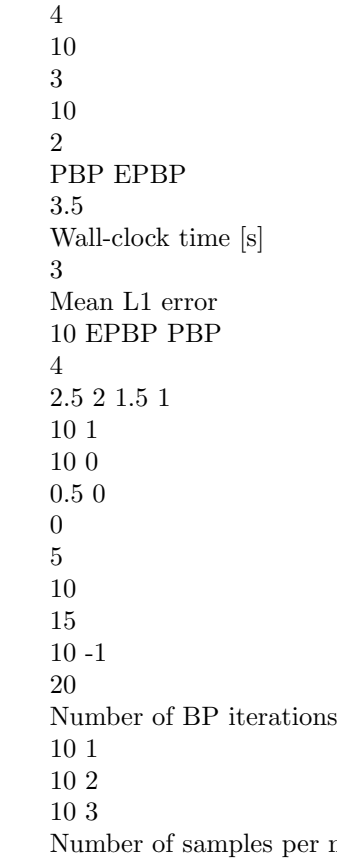 4
10
3
10
2
PBP EPBP
3.5
Wall-clock time [s]
3
Mean L1 error
10 EPBP PBP
4
2.5 2 1.5 1
10 1
10 0
0.5 0
0
5
10
15
10 -1
20
Number of BP iterations
10 1
10 2
10 3
Number of samples per